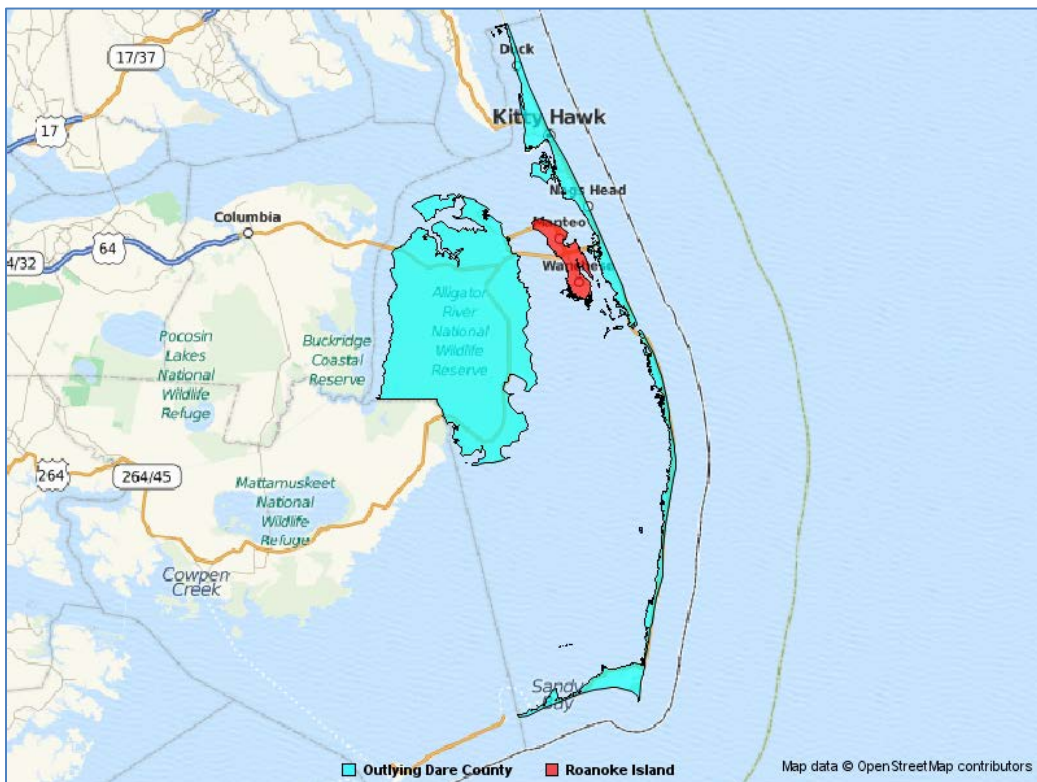 17/37
Duck
17
Kitty Hawk
Nags Head
Columbia
Manteo
64
4/32
Wanchese
Alligator
River
National
Wildlife
Reserve
Pocosin
Lakes
National
Wildlife
Refuge
Buckridge
Coastal
Reserve
264
264/45
Mattamuskeet
National
Wildlife
Refuge
Cowpen
Creek
Sandy
Bay
Outlying Dare County
Roanoke Island
Map data © OpenStreetMap contributors